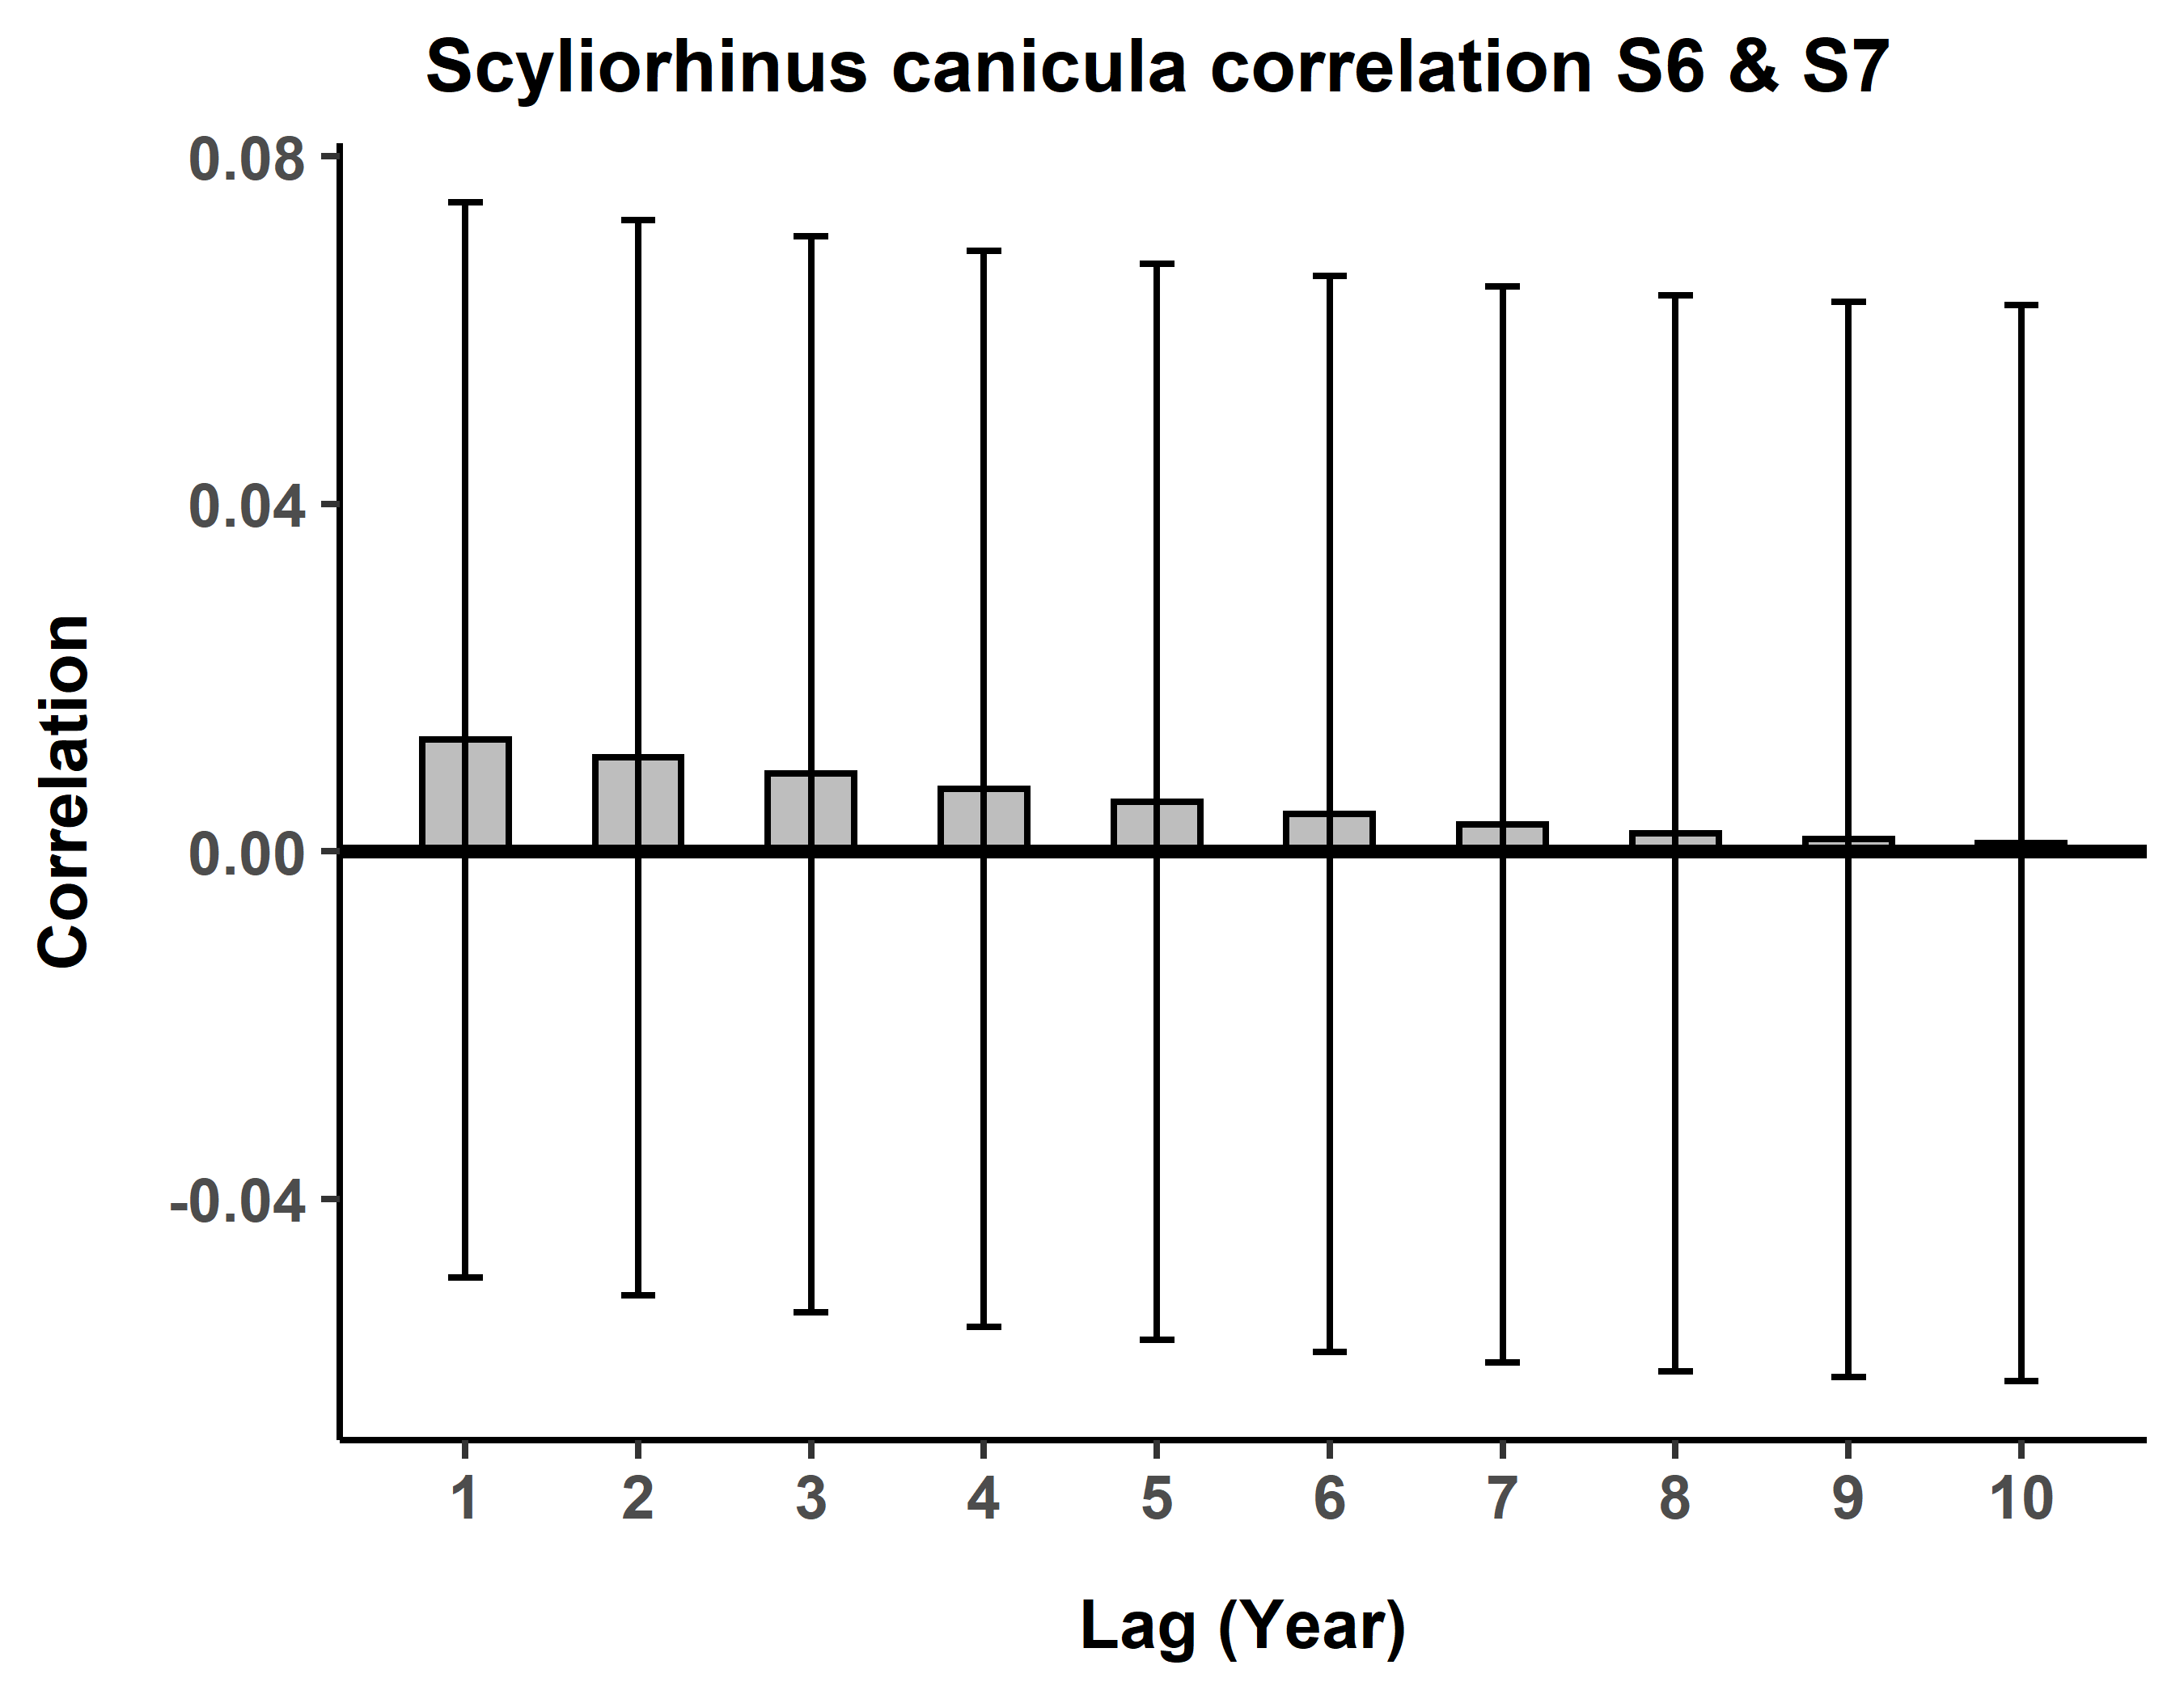 Scyliorhinus canicula correlation S6 & S7
0.08
0.04
0.00
-0.04
Correlation
1 2 3 4 5 6 7 8 9 10
Lag (Year)